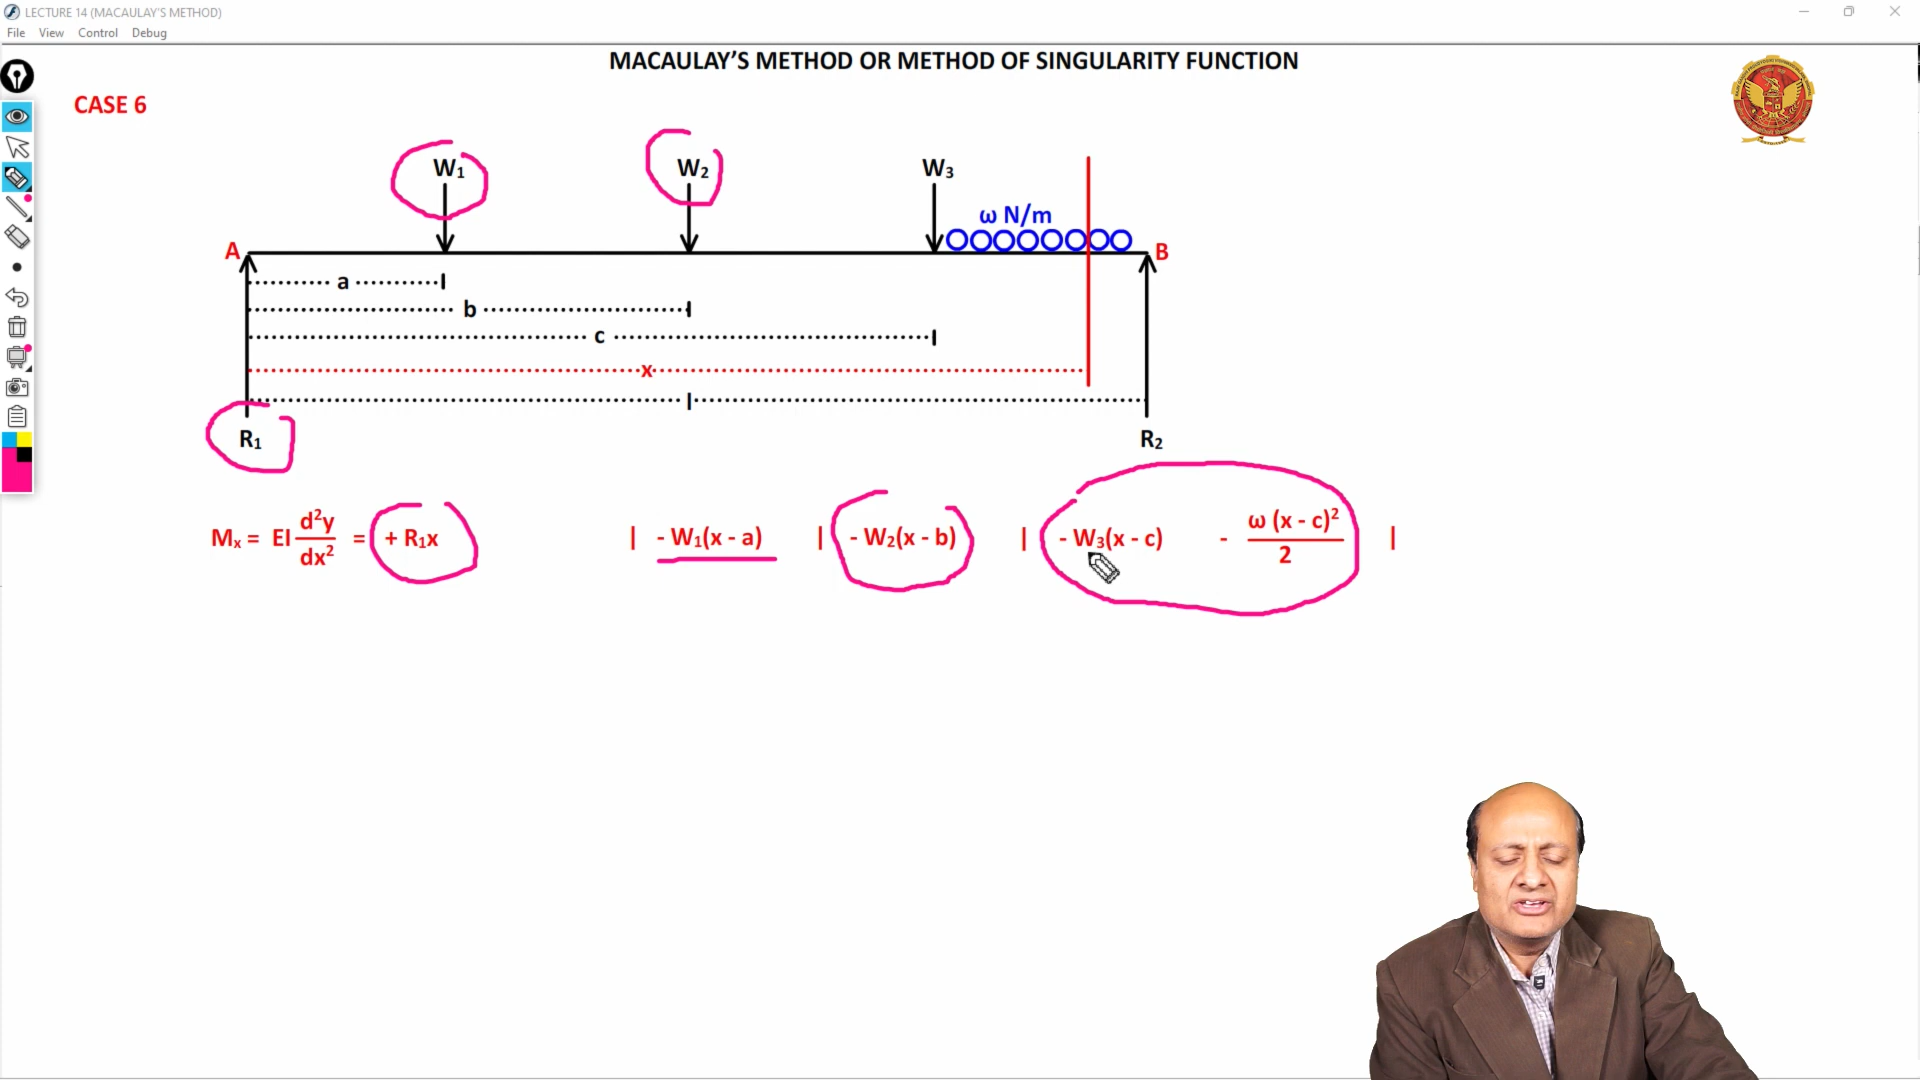 LECTURE 14 (MACAULAY'S METHOD)
File View Control Debug
MACAULAY'S METHOD OR METHOD OF SINGULARITY FUNCTION
CASE 6
W₁ W₂ W₃
ω N/m
A B
a
b
c
x
l
R₁ R₂
Mₓ = EI d²y/dx² = + R₁x | - W₁(x - a) | - W₂(x - b) | - W₃(x - c) - ω (x - c)²/2 |